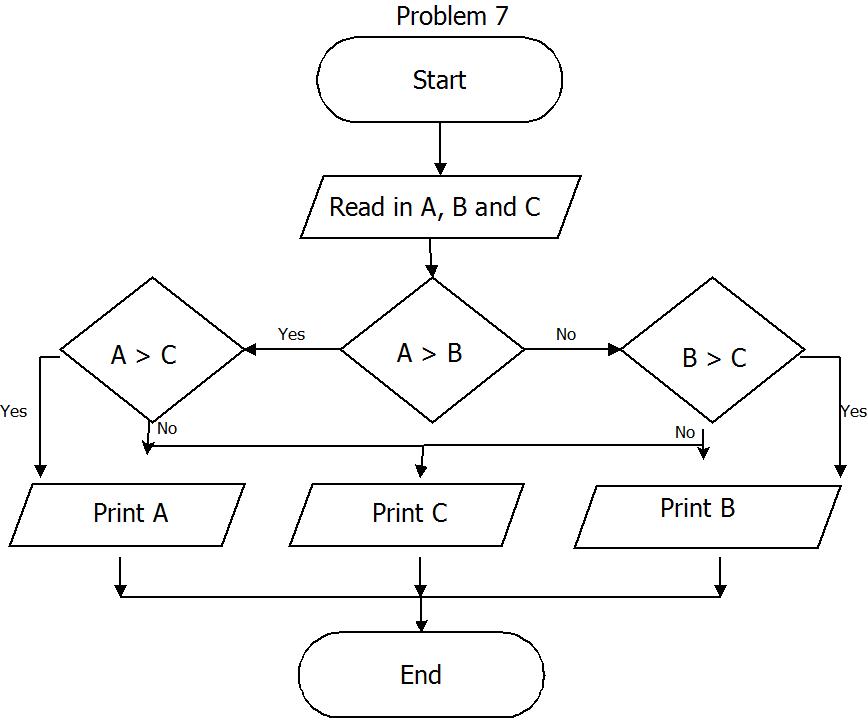 Problem 7
Start
Read in A, B and C
Yes
No
A > C
A > B
B > C
Yes
Yes
No
No
Print A
Print C
Print B
End